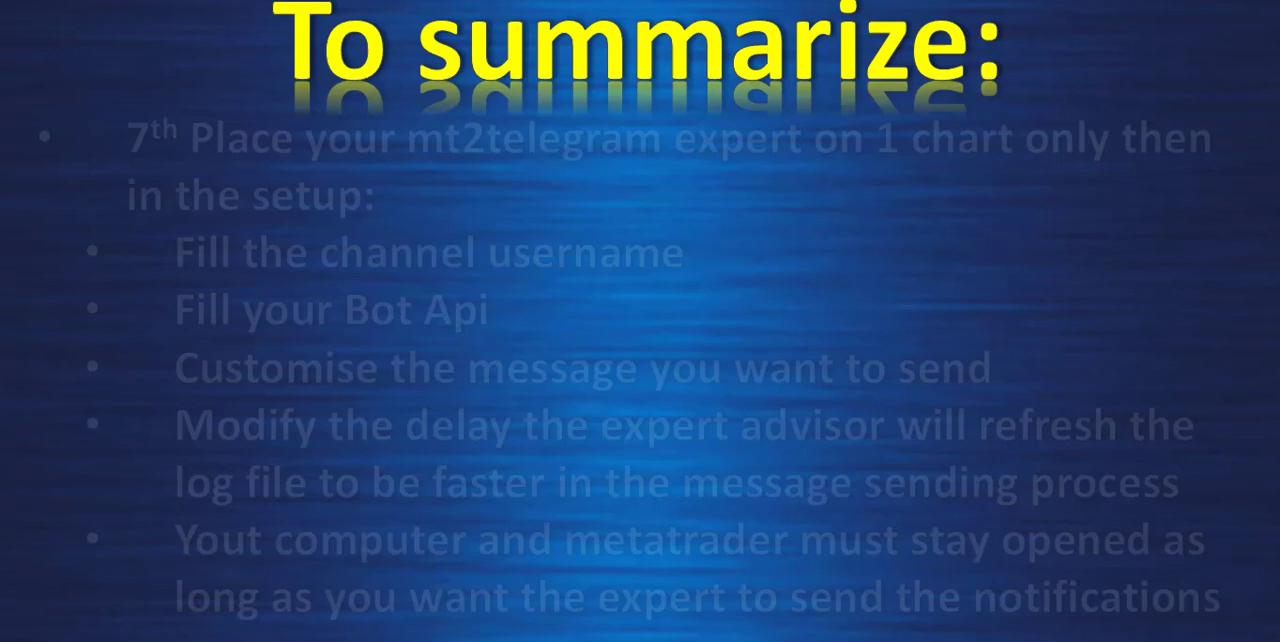 To summarize:
• 7th Place your mt2telegram expert on 1 chart only then
in the setup:
• Fill the channel username
• Fill your Bot Api
• Customise the message you want to send
• Modify the delay the expert advisor will refresh the
log file to be faster in the message sending process
• Yout computer and metatrader must stay opened as
long as you want the expert to send the notifications